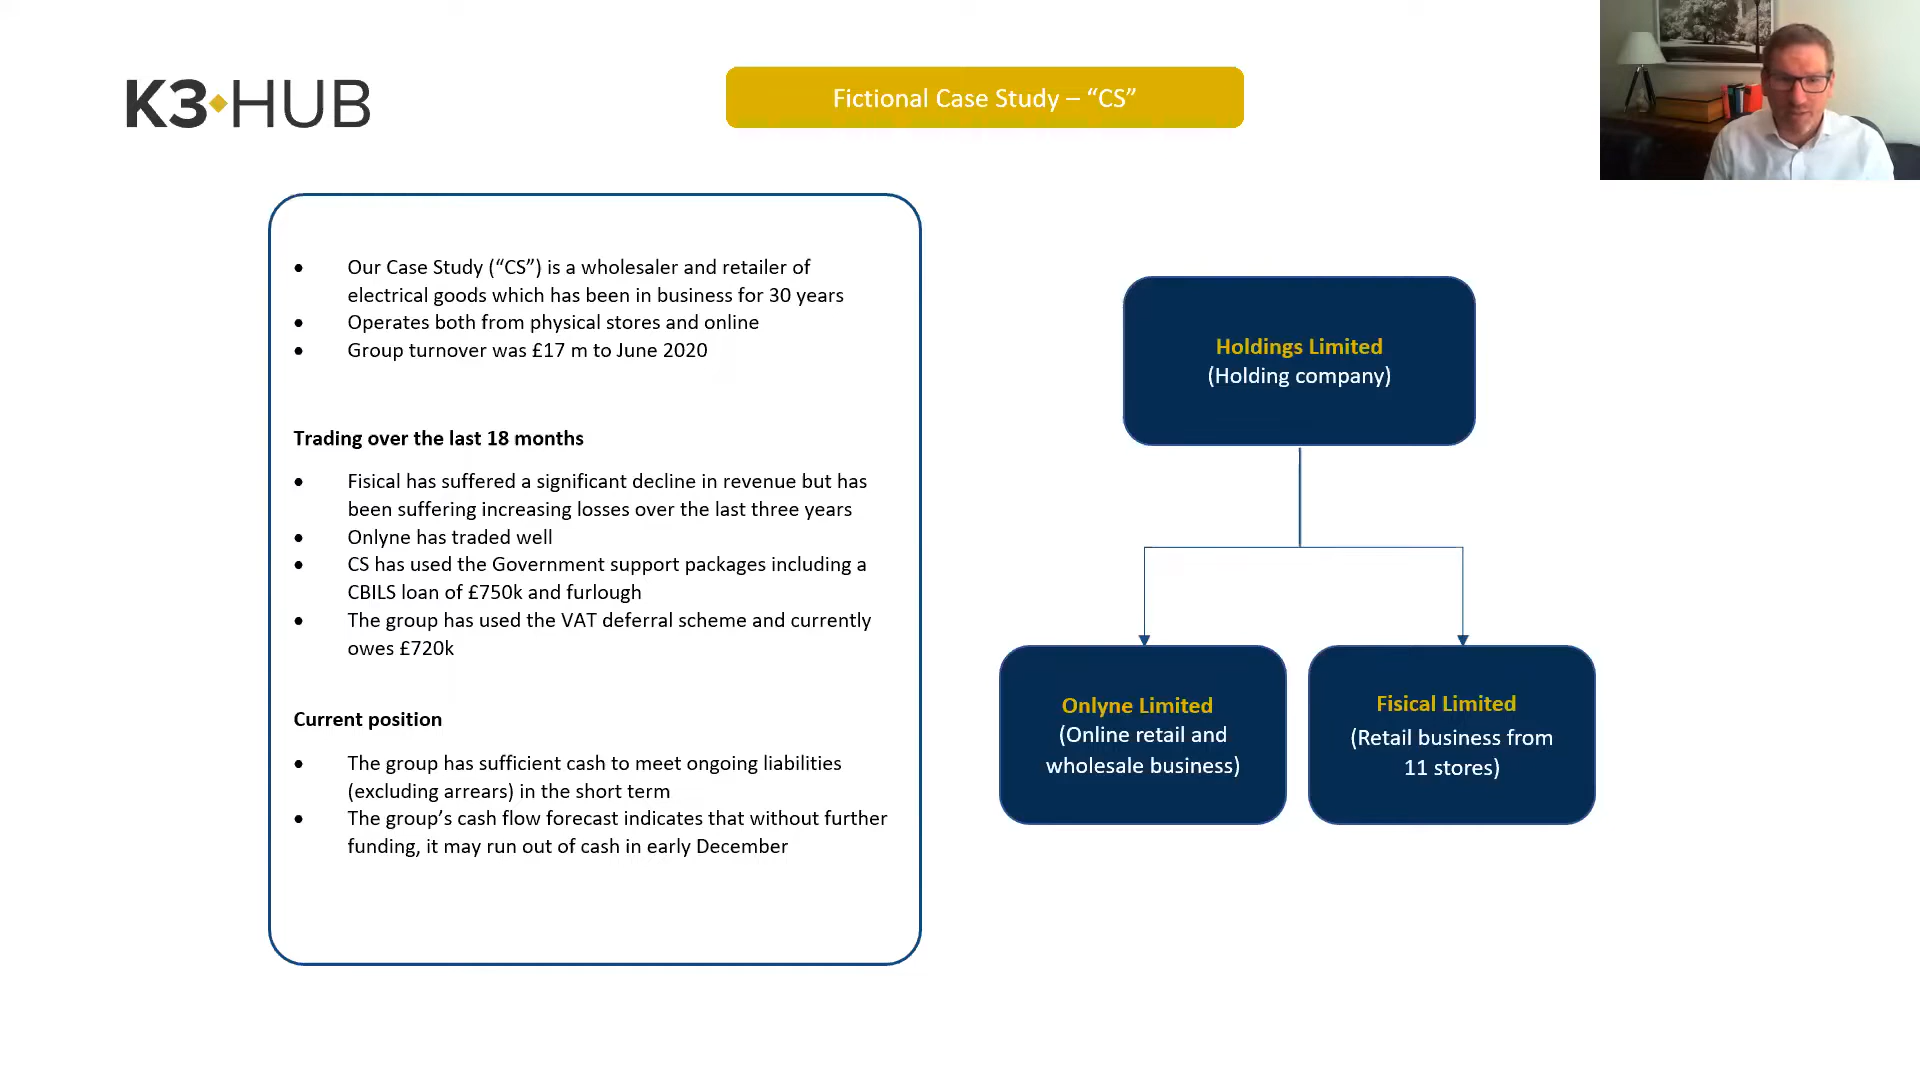 K3 HUB
Fictional Case Study – “CS”
• Our Case Study (“CS”) is a wholesaler and retailer of
electrical goods which has been in business for 30 years
• Operates both from physical stores and online
• Group turnover was £17 m to June 2020
Trading over the last 18 months
• Fisical has suffered a significant decline in revenue but has
been suffering increasing losses over the last three years
• Onlyne has traded well
• CS has used the Government support packages including a
CBILS loan of £750k and furlough
• The group has used the VAT deferral scheme and currently
owes £720k
Current position
• The group has sufficient cash to meet ongoing liabilities
(excluding arrears) in the short term
• The group’s cash flow forecast indicates that without further
funding, it may run out of cash in early December
Holdings Limited
(Holding company)
Onlyne Limited
(Online retail and
wholesale business)
Fisical Limited
(Retail business from
11 stores)